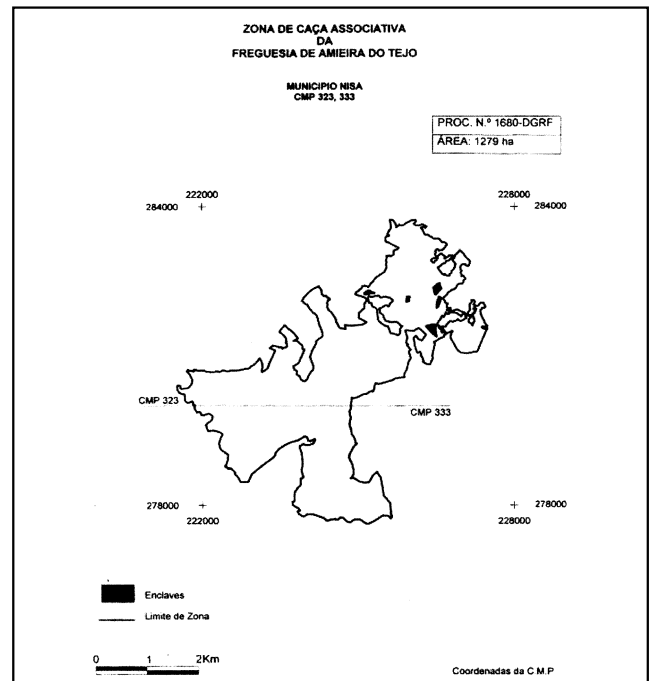 ZONA DE CAÇA ASSOCIATIVA
DA
FREGUESIA DE AMIEIRA DO TEJO
MUNICIPIO NISA
CMP 323, 333
PROC. N.º 1680-DGRF
ÁREA: 1279 ha
222000
228000
284000
284000
CMP 323
CMP 333
278000
278000
222000
228000
Enclaves
Limite de Zona
0 1 2Km
Coordenadas da C M.P